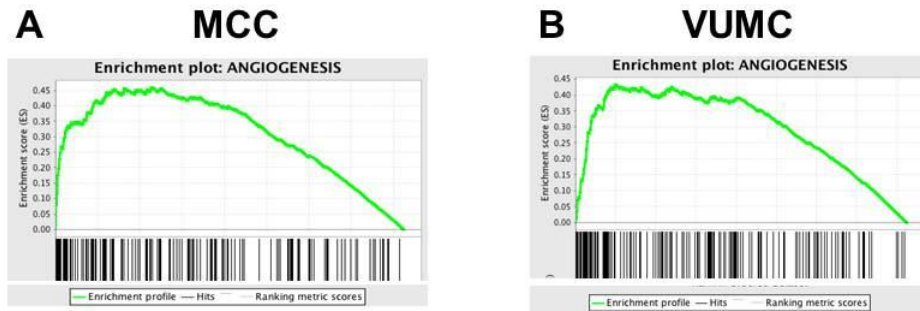 A MCC
Enrichment plot: ANGIOGENESIS
Enrichment score (ES)
0.45
0.40
0.35
0.30
0.25
0.20
0.15
0.10
0.05
0.00
Enrichment profile — Hits Ranking metric scores
B VUMC
Enrichment plot: ANGIOGENESIS
Enrichment score (ES)
0.45
0.40
0.35
0.30
0.25
0.20
0.15
0.10
0.05
0.00
Enrichment profile — Hits Ranking metric scores